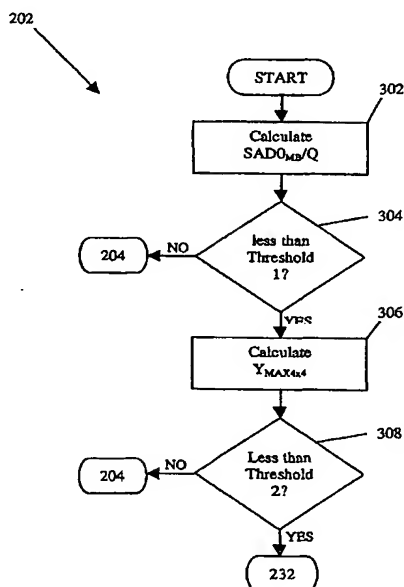 202
START
302
Calculate
SAD0MB/Q
304
less than
Threshold
1?
NO
204
YES
306
Calculate
YMAX4x4
308
Less than
Threshold
2?
NO
204
YES
232